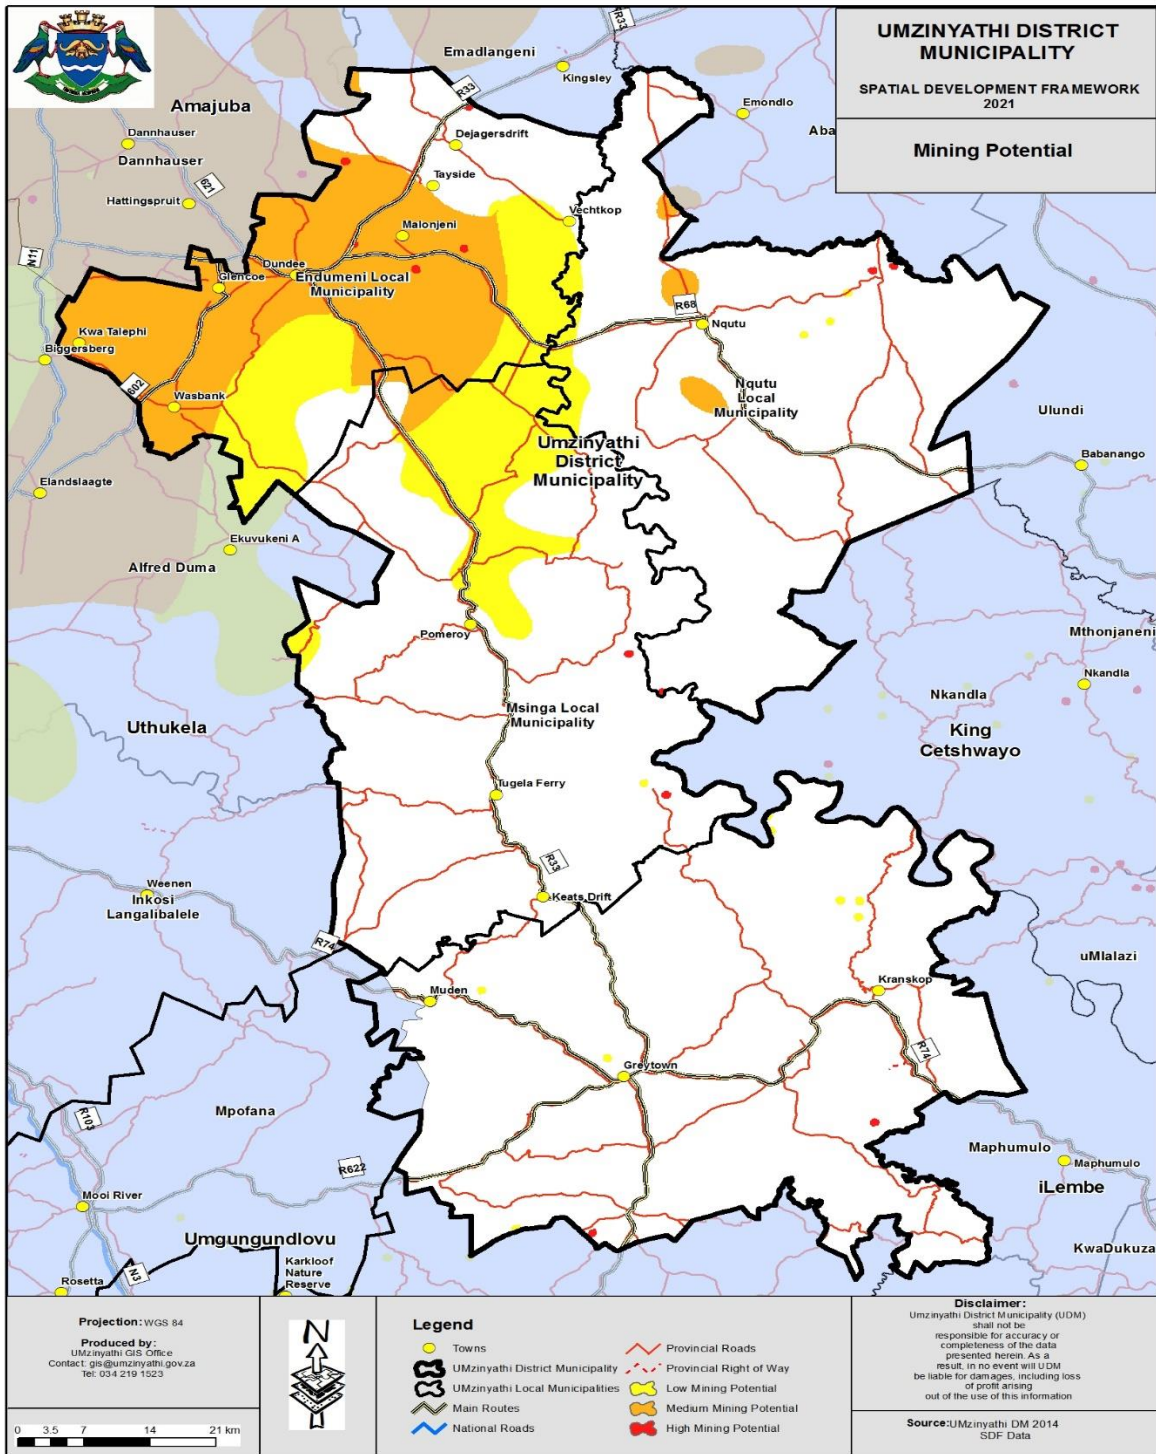 UMZINYATHI DISTRICT
MUNICIPALITY
SPATIAL DEVELOPMENT FRAMEWORK
2021
Mining Potential
Emadlangeni
R33
Kingsley
R33
Emondlo
Aba
Amajuba
Dannhauser
Dannhauser
Dejagersdrift
Tayside
621
Hattingspruit
Vechtkop
Malonjeni
N11
Dundee
Glencoe
Endumeni Local
Municipality
R68
Nqutu
Kwa Talephi
Biggersberg
602
Wasbank
Nqutu
Local
Municipality
Ulundi
Umzinyathi
District
Municipality
Babanango
Elandslaagte
Ekuvukeni A
Alfred Duma
Pomeroy
Mthonjaneni
Nkandla
Nkandla
Uthukela
Msinga Local
Municipality
King
Cetshwayo
Tugela Ferry
R33
Weenen
Inkosi
Langalibalele
Keats Drift
R74
uMlalazi
Muden
Kranskop
R74
Greytown
Mpofana
R103
R622
Maphumulo
Maphumulo
iLembe
Mooi River
Umgungundlovu
KwaDukuza
Karkloof
Nature
Reserve
Rosetta
N3
Projection: WGS 84
Produced by:
UMzinyathi GIS Office
Contact: gis@umzinyathi.gov.za
Tel: 034 219 1523
0 3.5 7 14 21 km
N
Legend
Towns
UMzinyathi District Municipality
UMzinyathi Local Municipalities
Main Routes
National Roads
Provincial Roads
Provincial Right of Way
Low Mining Potential
Medium Mining Potential
High Mining Potential
Disclaimer:
Umzinyathi District Municipality (UDM)
shall not be
responsible for accuracy or
completeness of the data
presented herein. As a
result, in no event will UDM
be liable for damages, including loss
of profit arising
out of the use of this information
Source:UMzinyathi DM 2014
SDF Data